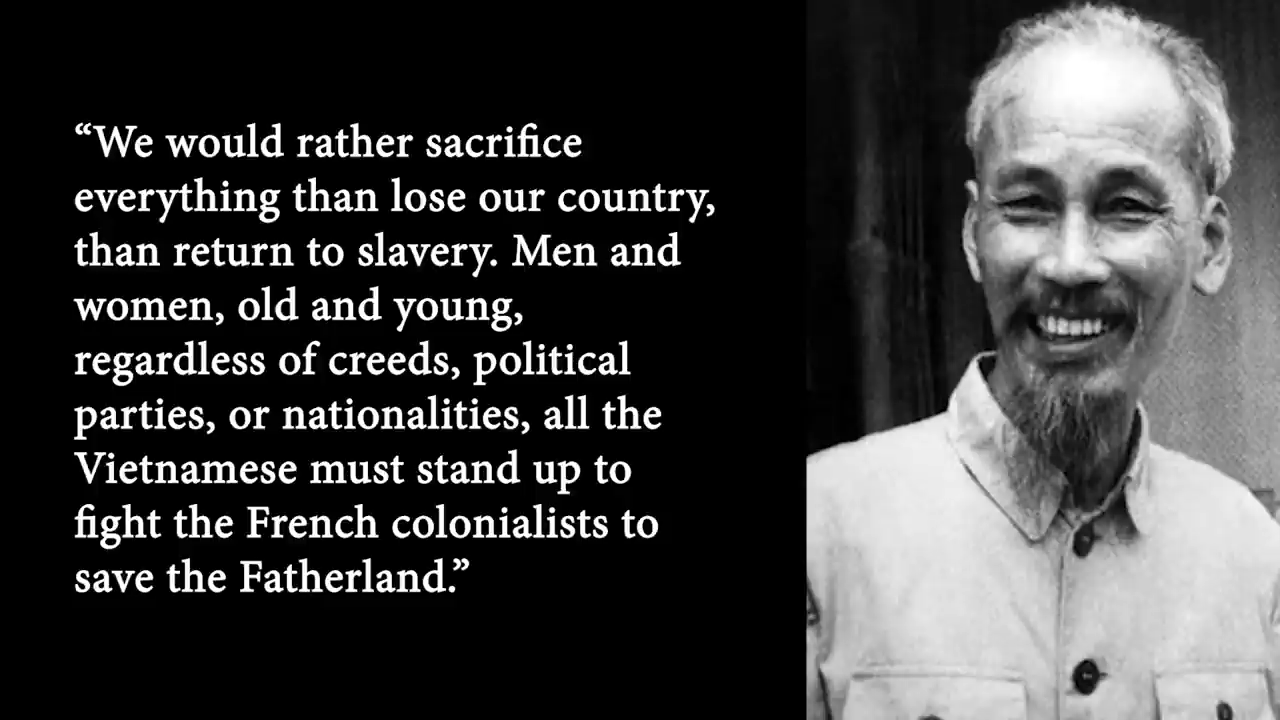 “We would rather sacrifice
everything than lose our country,
than return to slavery. Men and
women, old and young,
regardless of creeds, political
parties, or nationalities, all the
Vietnamese must stand up to
fight the French colonialists to
save the Fatherland.”